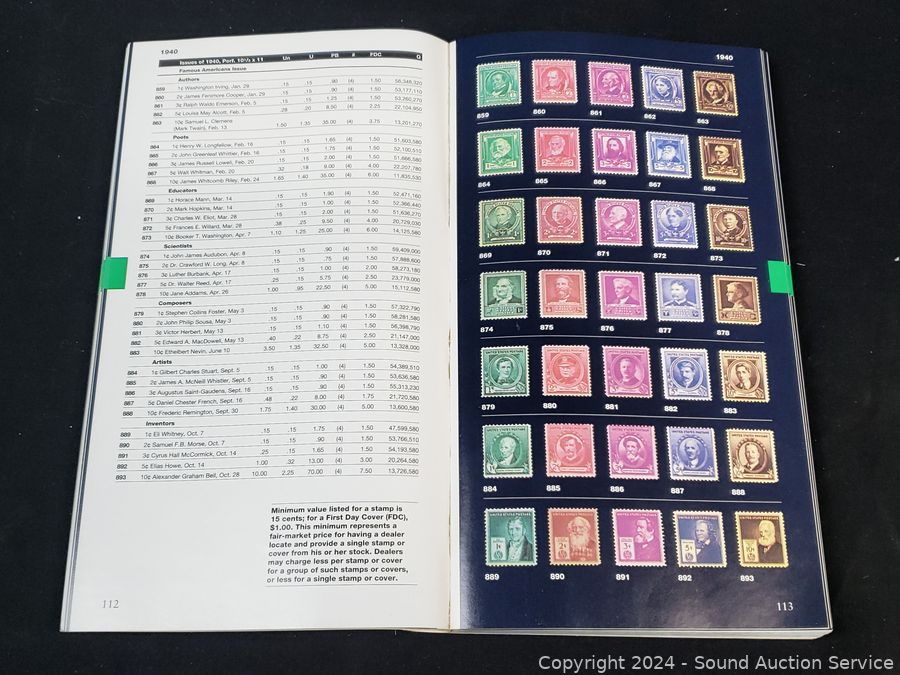 1940
Issues of 1940, Perf. 10½ x 11 Un U PB # FDC Q
Famous Americans Issue
Authors
859 1¢ Washington Irving, Jan. 29 .15 .15 .90 (4) 1.50 56,348,320
860 2¢ James Fenimore Cooper, Jan. 29 .15 .15 .90 (4) 1.50 53,177,110
861 3¢ Ralph Waldo Emerson, Feb. 5 .15 .15 1.25 (4) 1.50 53,260,270
862 5¢ Louisa May Alcott, Feb. 5 .28 .20 8.50 (4) 2.25 22,104,950
863 10¢ Samuel L. Clemens
(Mark Twain), Feb. 13 1.50 1.35 35.00 (4) 3.75 13,201,270
Poets
864 1¢ Henry W. Longfellow, Feb. 16 .15 .15 1.65 (4) 1.50 51,603,580
865 2¢ John Greenleaf Whittier, Feb. 16 .15 .15 1.75 (4) 1.50 52,100,510
866 3¢ James Russell Lowell, Feb. 20 .15 .15 2.00 (4) 1.50 51,666,580
867 5¢ Walt Whitman, Feb. 20 .32 .18 9.00 (4) 4.00 22,207,780
868 10¢ James Whitcomb Riley, Feb. 24 1.65 1.40 35.00 (4) 6.00 11,835,530
Educators
869 1¢ Horace Mann, Mar. 14 .15 .15 1.90 (4) 1.50 52,471,160
870 2¢ Mark Hopkins, Mar. 14 .15 .15 1.00 (4) 1.50 52,366,440
871 3¢ Charles W. Eliot, Mar. 28 .15 .15 2.00 (4) 1.50 51,636,270
872 5¢ Frances E. Willard, Mar. 28 .38 .25 9.50 (4) 4.00 20,729,030
873 10¢ Booker T. Washington, Apr. 7 1.10 1.25 25.00 (4) 6.00 14,125,580
Scientists
874 1¢ John James Audubon, Apr. 8 .15 .15 .90 (4) 1.50 59,409,000
875 2¢ Dr. Crawford W. Long, Apr. 8 .15 .15 .75 (4) 1.50 57,888,600
876 3¢ Luther Burbank, Apr. 17 .15 .15 1.00 (4) 2.00 58,273,180
877 5¢ Dr. Walter Reed, Apr. 17 .25 .15 5.75 (4) 2.50 23,779,000
878 10¢ Jane Addams, Apr. 26 1.00 .95 22.50 (4) 5.00 15,112,580
Composers
879 1¢ Stephen Collins Foster, May 3 .15 .15 .90 (4) 1.50 57,322,790
880 2¢ John Philip Sousa, May 3 .15 .15 .90 (4) 1.50 58,281,580
881 3¢ Victor Herbert, May 13 .15 .15 1.10 (4) 1.50 56,398,790
882 5¢ Edward A. MacDowell, May 13 .40 .22 8.75 (4) 2.50 21,147,000
883 10¢ Ethelbert Nevin, June 10 3.50 1.35 32.50 (4) 5.00 13,328,000
Artists
884 1¢ Gilbert Charles Stuart, Sept. 5 .15 .15 1.00 (4) 1.50 54,389,510
885 2¢ James A. McNeill Whistler, Sept. 5 .15 .15 .90 (4) 1.50 53,636,580
886 3¢ Augustus Saint-Gaudens, Sept. 16 .15 .15 .90 (4) 1.50 55,313,230
887 5¢ Daniel Chester French, Sept. 16 .48 .22 8.00 (4) 1.75 21,720,580
888 10¢ Frederic Remington, Sept. 30 1.75 1.40 30.00 (4) 5.00 13,600,580
Inventors
889 1¢ Eli Whitney, Oct. 7 .15 .15 1.75 (4) 1.50 47,599,580
890 2¢ Samuel F.B. Morse, Oct. 7 .15 .15 .90 (4) 1.50 53,766,510
891 3¢ Cyrus Hall McCormick, Oct. 14 .25 .15 1.65 (4) 1.50 54,193,580
892 5¢ Elias Howe, Oct. 14 1.00 .32 13.00 (4) 3.00 20,264,580
893 10¢ Alexander Graham Bell, Oct. 28 10.00 2.25 70.00 (4) 7.50 13,726,580
Minimum value listed for a stamp is
15 cents; for a First Day Cover (FDC),
$1.00. This minimum represents a
fair-market price for having a dealer
locate and provide a single stamp or
cover from his or her stock. Dealers
may charge less per stamp or cover
for a group of such stamps or covers,
or less for a single stamp or cover.
112
1940
859 860 861 862 863
864 865 866 867 868
869 870 871 872 873
874 875 876 877 878
879 880 881 882 883
884 885 886 887 888
889 890 891 892 893
113
Copyright 2024 - Sound Auction Service